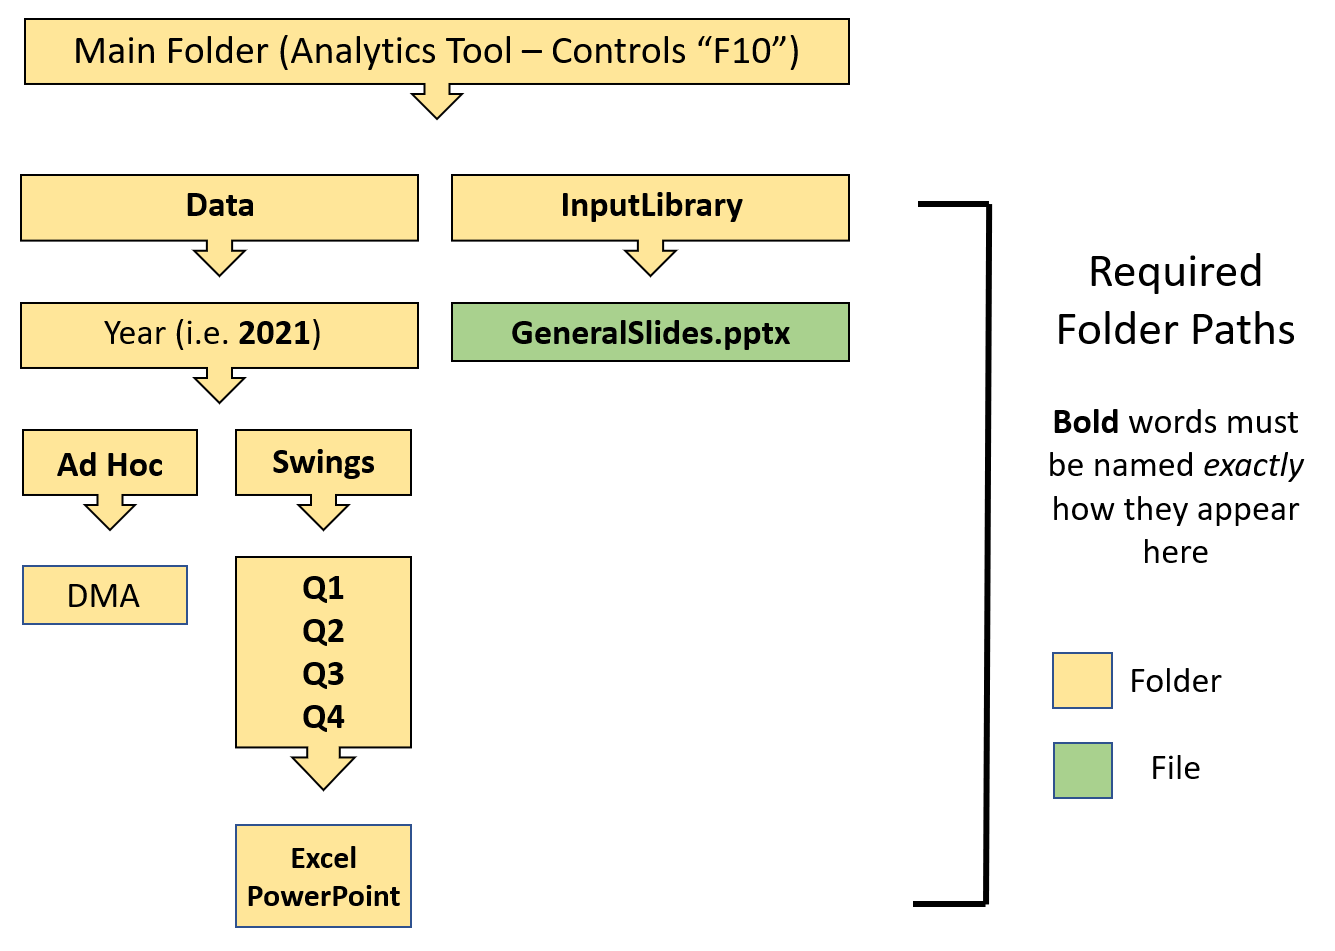 Main Folder (Analytics Tool – Controls “F10”)
Data
InputLibrary
Year (i.e. 2021)
GeneralSlides.pptx
Ad Hoc
Swings
DMA
Q1
Q2
Q3
Q4
Excel
PowerPoint
Required
Folder Paths
Bold words must
be named exactly
how they appear
here
Folder
File